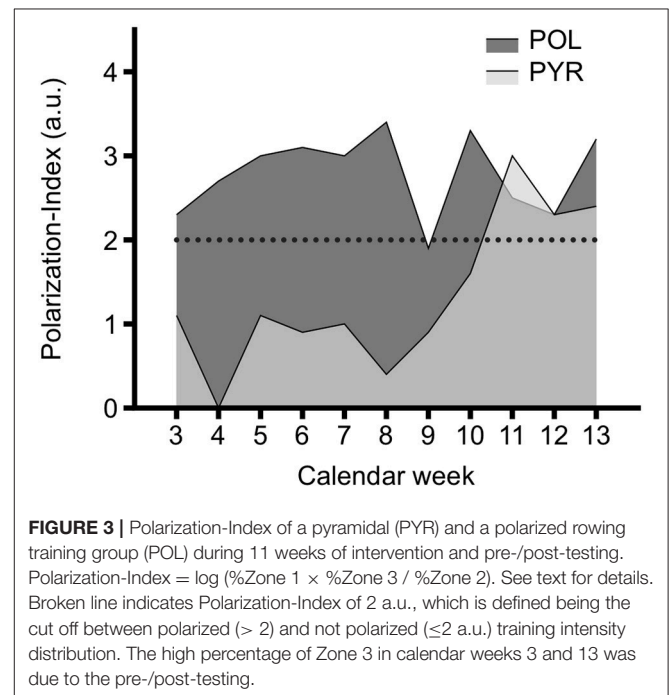 POL
PYR
Polarization-Index (a.u.)
4
3
2
1
0
3 4 5 6 7 8 9 10 11 12 13
Calendar week
FIGURE 3 | Polarization-Index of a pyramidal (PYR) and a polarized rowing
training group (POL) during 11 weeks of intervention and pre-/post-testing.
Polarization-Index = log (%Zone 1 × %Zone 3 / %Zone 2). See text for details.
Broken line indicates Polarization-Index of 2 a.u., which is defined being the
cut off between polarized (> 2) and not polarized (≤2 a.u.) training intensity
distribution. The high percentage of Zone 3 in calendar weeks 3 and 13 was
due to the pre-/post-testing.